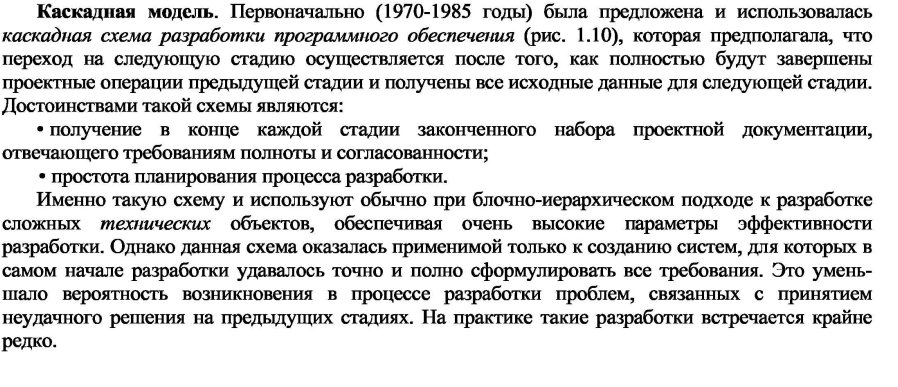 Каскадная модель. Первоначально (1970-1985 годы) была предложена и использовалась
каскадная схема разработки программного обеспечения (рис. 1.10), которая предполагала, что
переход на следующую стадию осуществляется после того, как полностью будут завершены
проектные операции предыдущей стадии и получены все исходные данные для следующей стадии.
Достоинствами такой схемы являются:
• получение в конце каждой стадии законченного набора проектной документации,
отвечающего требованиям полноты и согласованности;
• простота планирования процесса разработки.
Именно такую схему и используют обычно при блочно-иерархическом подходе к разработке
сложных технических объектов, обеспечивая очень высокие параметры эффективности
разработки. Однако данная схема оказалась применимой только к созданию систем, для которых в
самом начале разработки удавалось точно и полно сформулировать все требования. Это умень-
шало вероятность возникновения в процессе разработки проблем, связанных с принятием
неудачного решения на предыдущих стадиях. На практике такие разработки встречается крайне
редко.